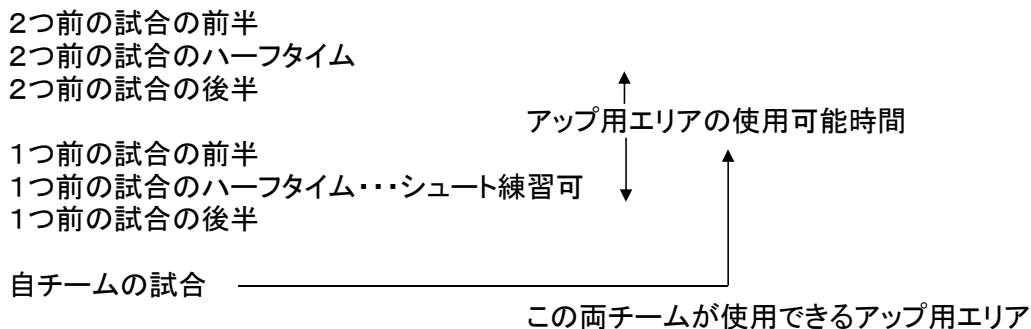 ２つ前の試合の前半
２つ前の試合のハーフタイム
２つ前の試合の後半
アップ用エリアの使用可能時間
１つ前の試合の前半
１つ前の試合のハーフタイム・・・シュート練習可
１つ前の試合の後半
自チームの試合
この両チームが使用できるアップ用エリア